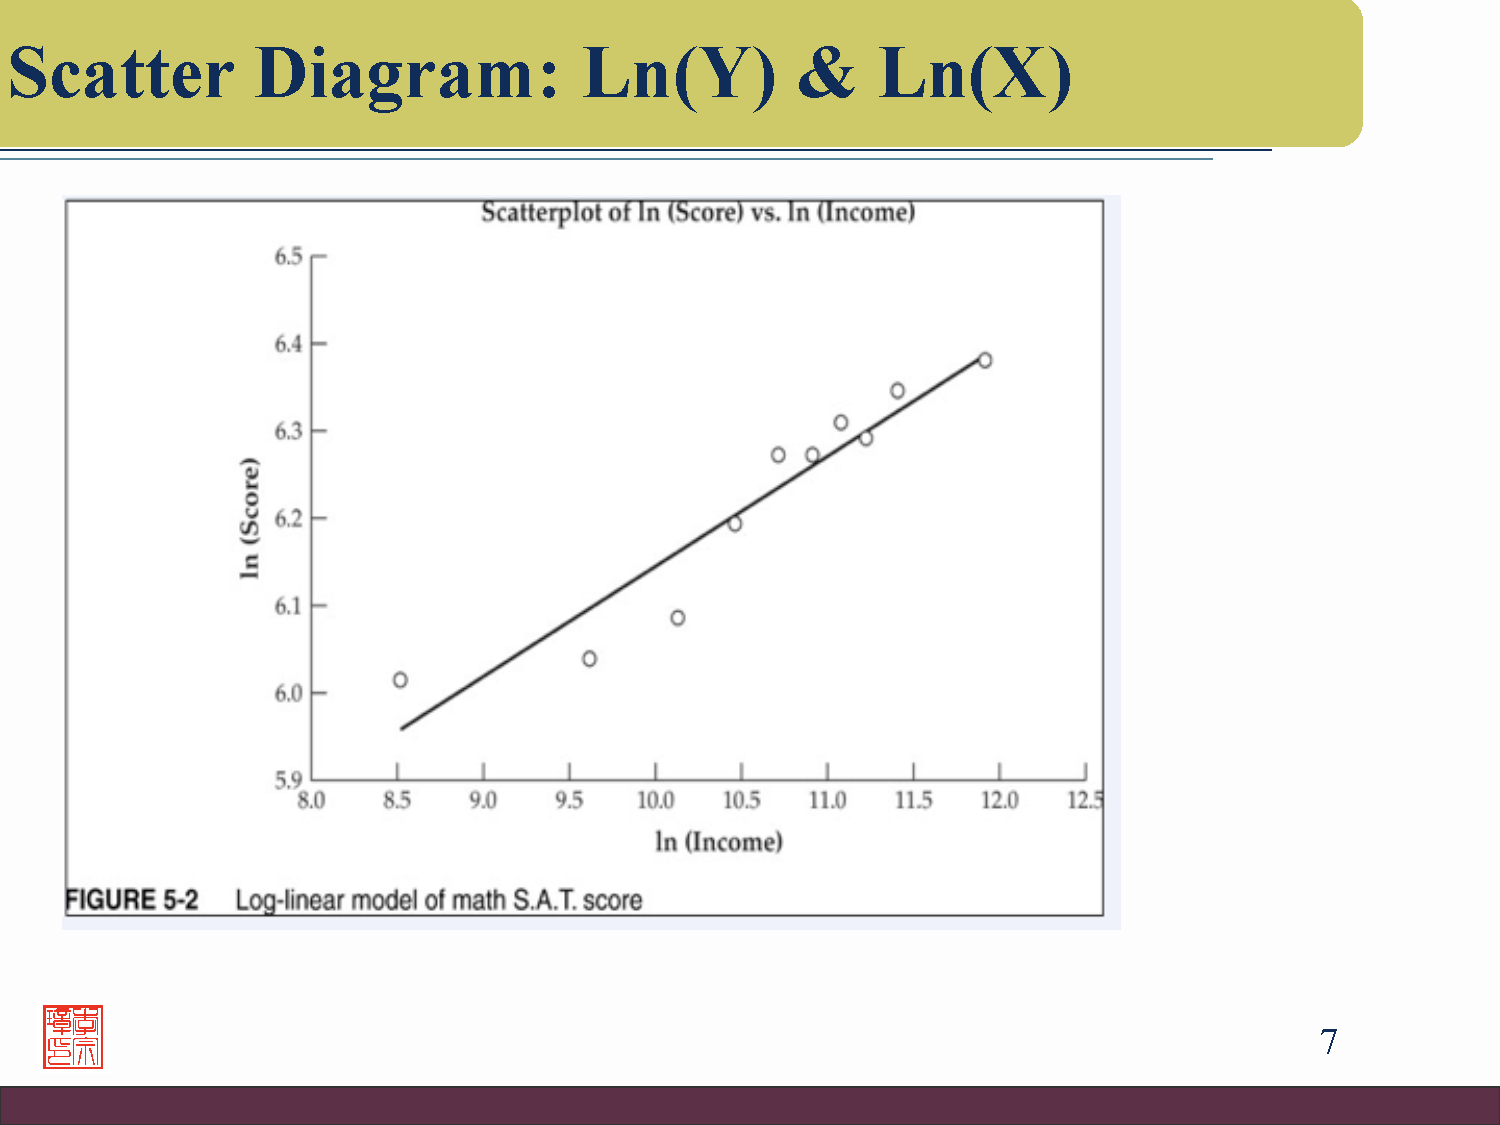 Scatter Diagram: Ln(Y) & Ln(X)
Scatterplot of ln (Score) vs. ln (Income)
6.5
6.4
6.3
6.2
6.1
6.0
5.9
ln (Score)
8.0 8.5 9.0 9.5 10.0 10.5 11.0 11.5 12.0 12.5
ln (Income)
FIGURE 5-2 Log-linear model of math S.A.T. score
7